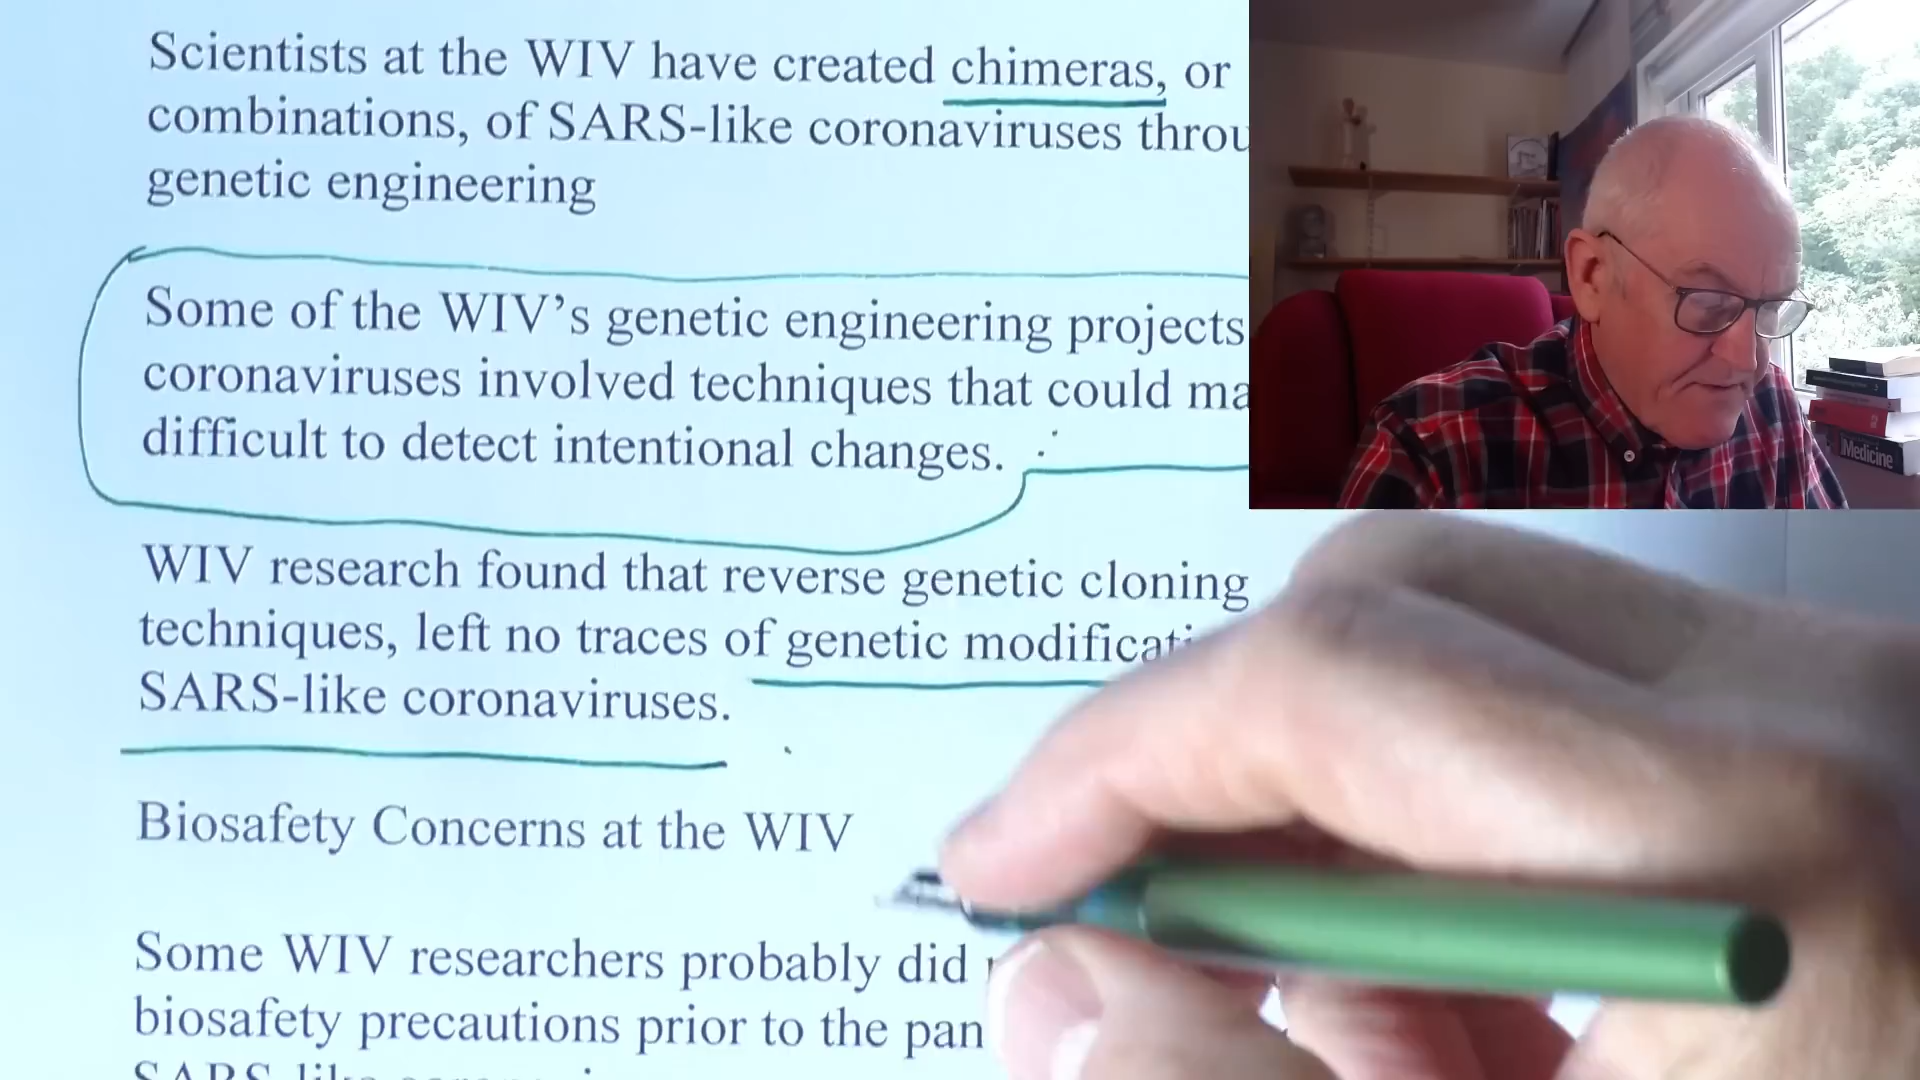 Scientists at the WIV have created chimeras, or
combinations, of SARS-like coronaviruses throu
genetic engineering
Some of the WIV's genetic engineering projects
coronaviruses involved techniques that could ma
difficult to detect intentional changes.
WIV research found that reverse genetic cloning
techniques, left no traces of genetic modificati
SARS-like coronaviruses.
Biosafety Concerns at the WIV
Some WIV researchers probably did
biosafety precautions prior to the pan
Medicine